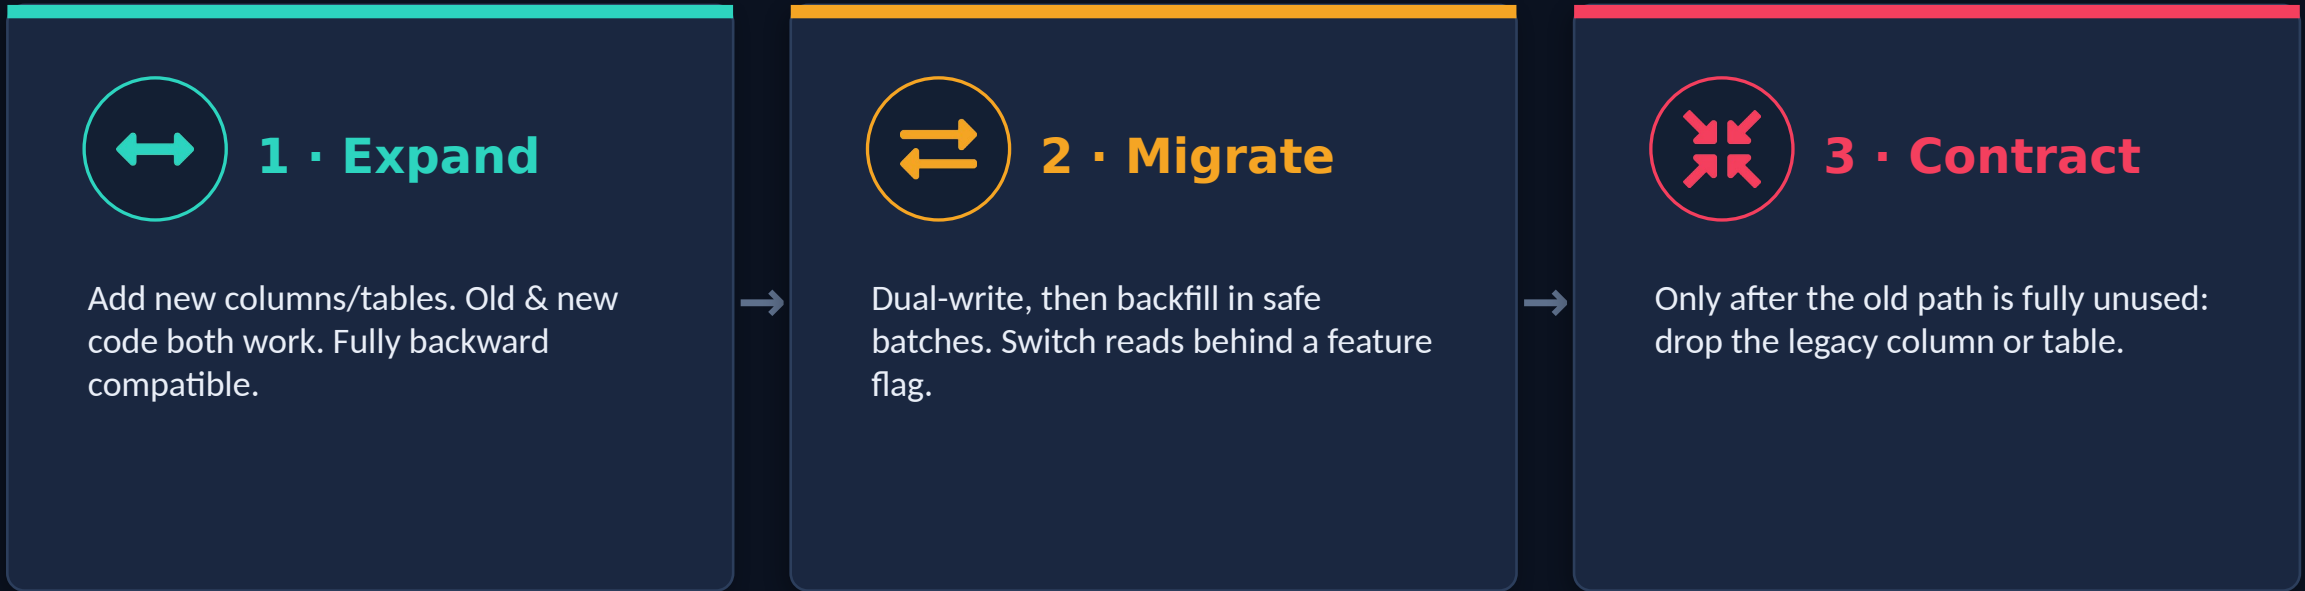 1 · Expand
Add new columns/tables. Old & new
code both work. Fully backward
compatible.
→
2 · Migrate
Dual-write, then backfill in safe
batches. Switch reads behind a feature
flag.
→
3 · Contract
Only after the old path is fully unused:
drop the legacy column or table.